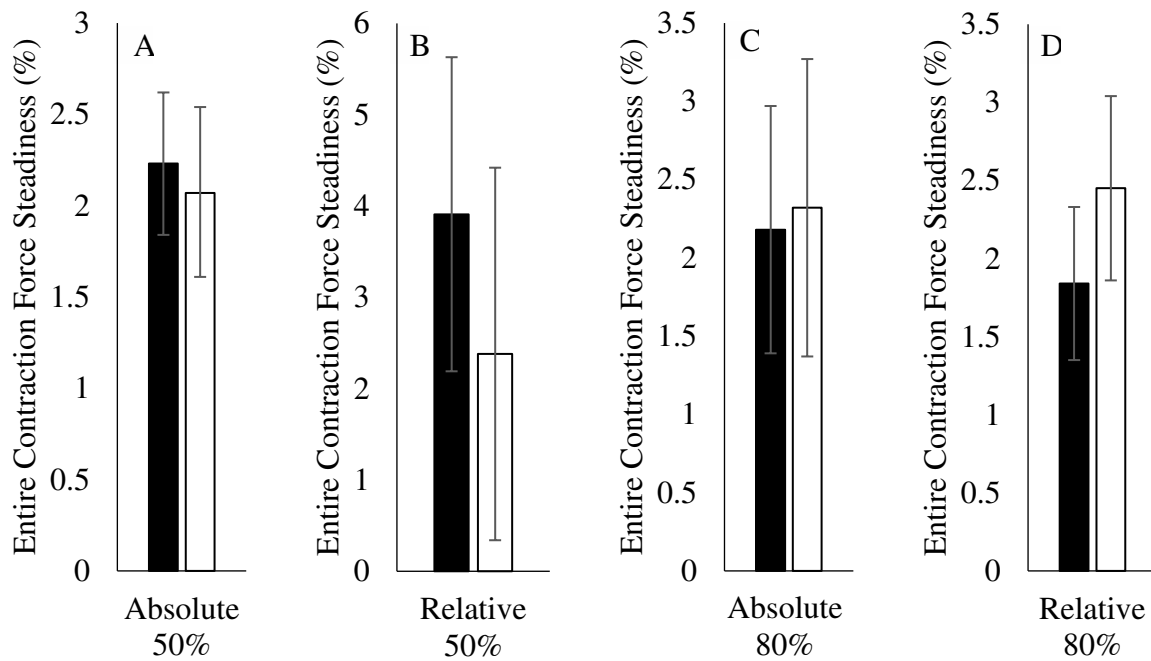 Entire Contraction Force Steadiness (%)
3
2.5
2
1.5
1
0.5
0
A
Absolute
50%
Entire Contraction Force Steadiness (%)
6
5
4
3
2
1
0
B
Relative
50%
Entire Contraction Force Steadiness (%)
3.5
3
2.5
2
1.5
1
0.5
0
C
Absolute
80%
Entire Contraction Force Steadiness (%)
3.5
3
2.5
2
1.5
1
0.5
0
D
Relative
80%